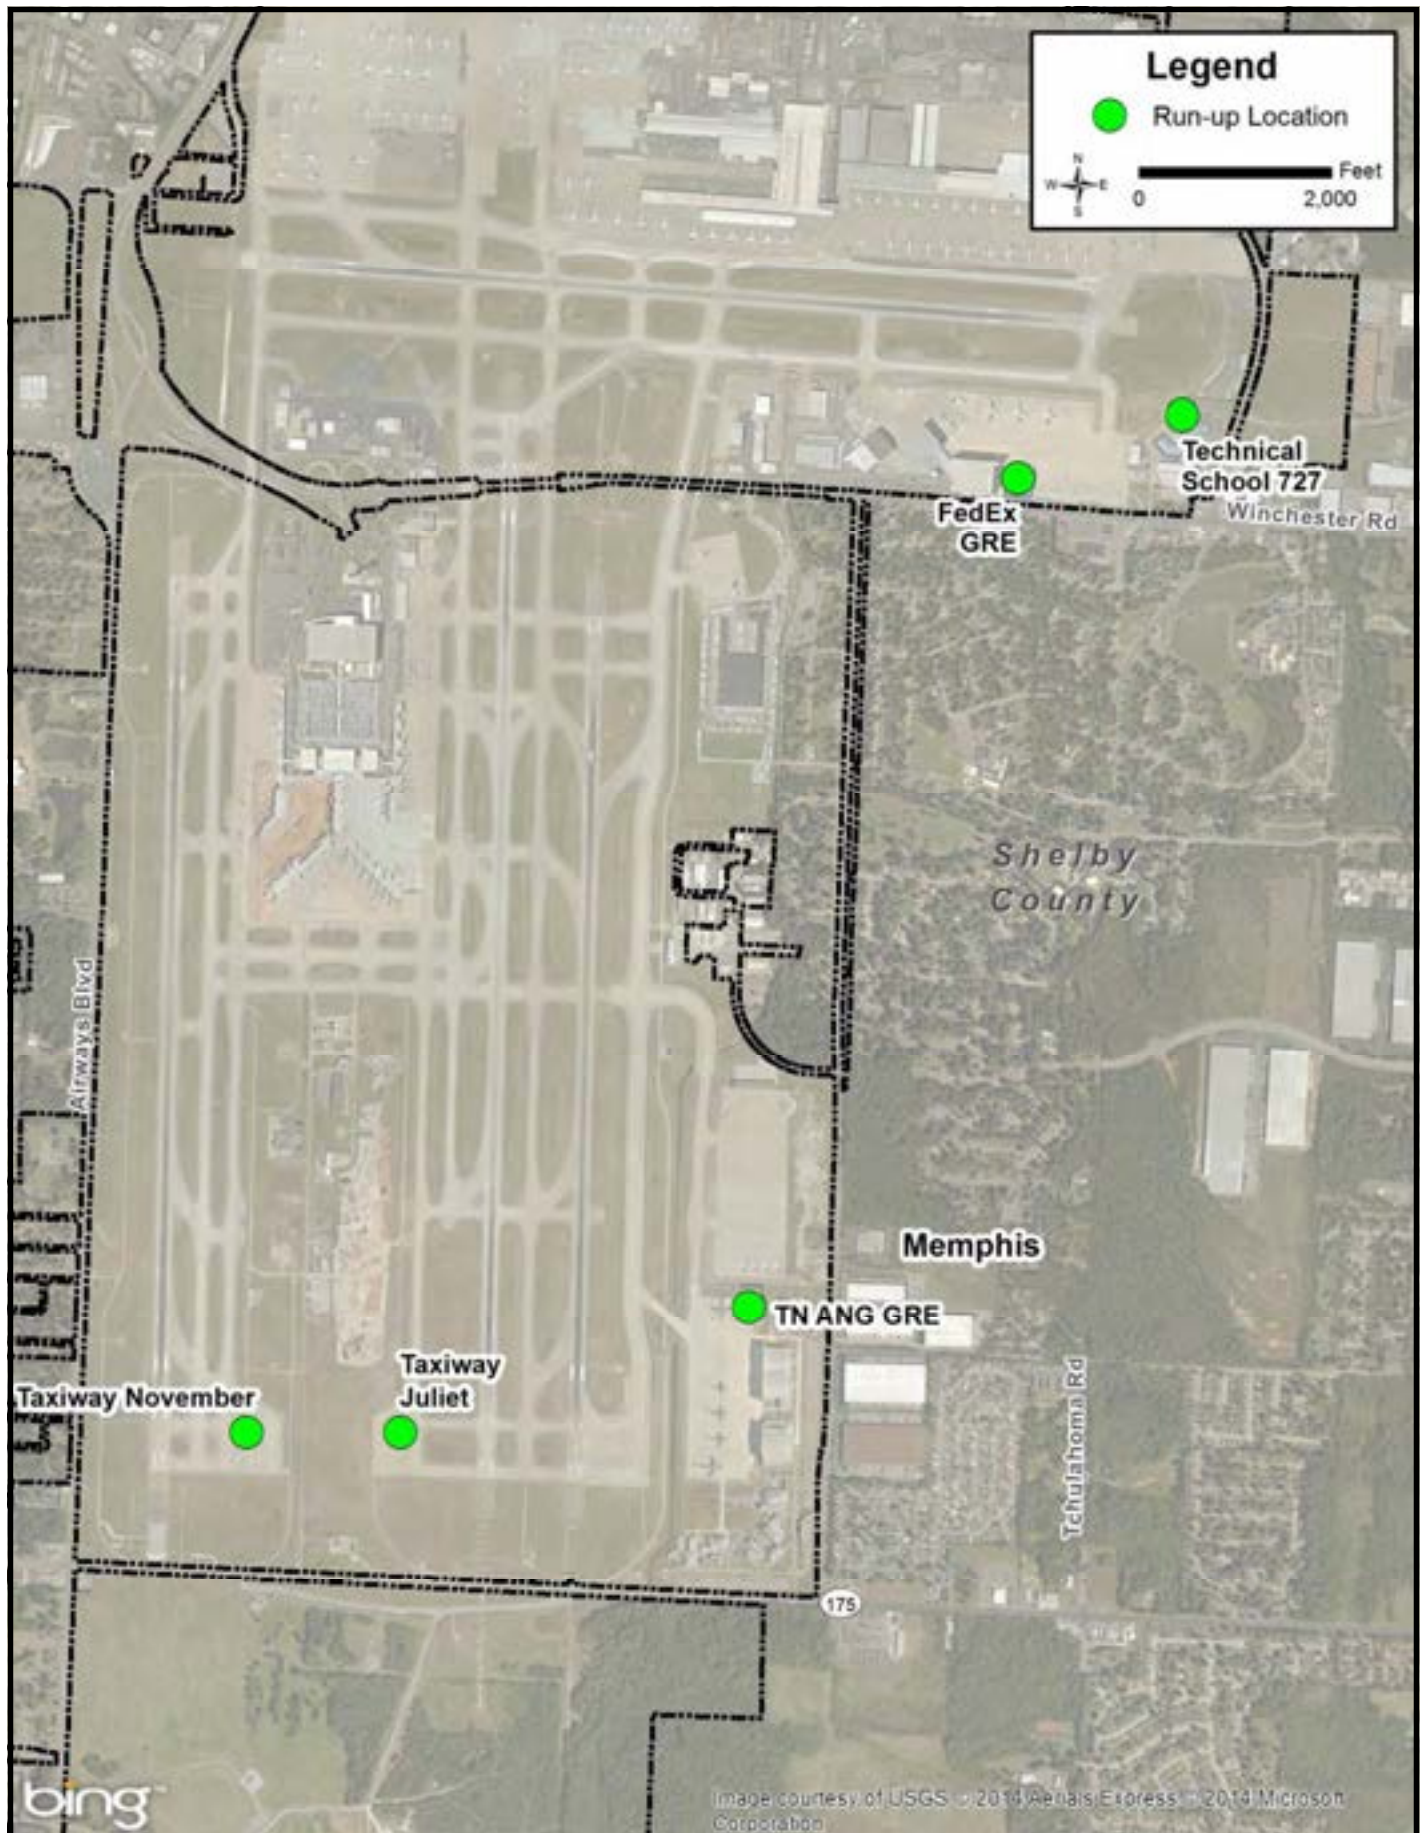 Legend
Run-up Location
N
W E
S
Feet
0 2,000
Technical
School 727
FedEx
GRE
Winchester Rd
Shelby
County
Airways Blvd
Memphis
TN ANG GRE
Taxiway
Juliet
Taxiway November
Tchulahoma Rd
175
bing
Image courtesy of USGS © 2014 Aerials Express © 2014 Microsoft
Corporation